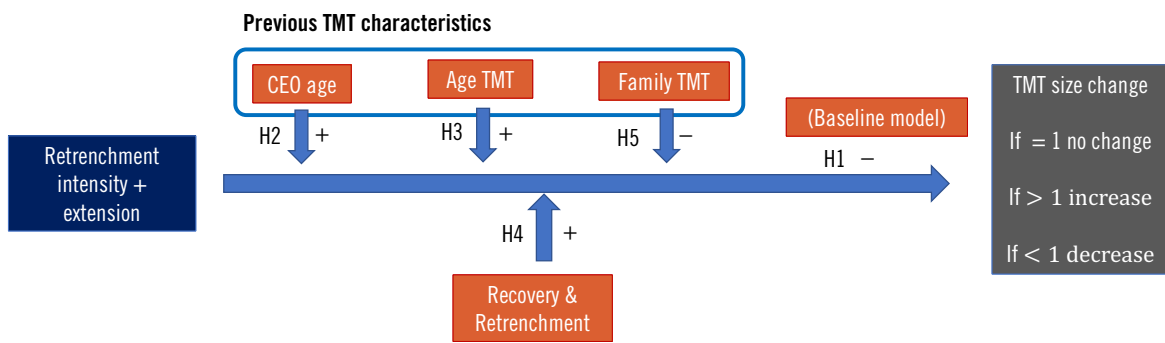 Previous TMT characteristics
CEO age
Age TMT
Family TMT
H2 +
H3 +
H5 −
(Baseline model)
H1 −
Retrenchment
intensity +
extension
H4 +
Recovery &
Retrenchment
TMT size change
If = 1 no change
If > 1 increase
If < 1 decrease